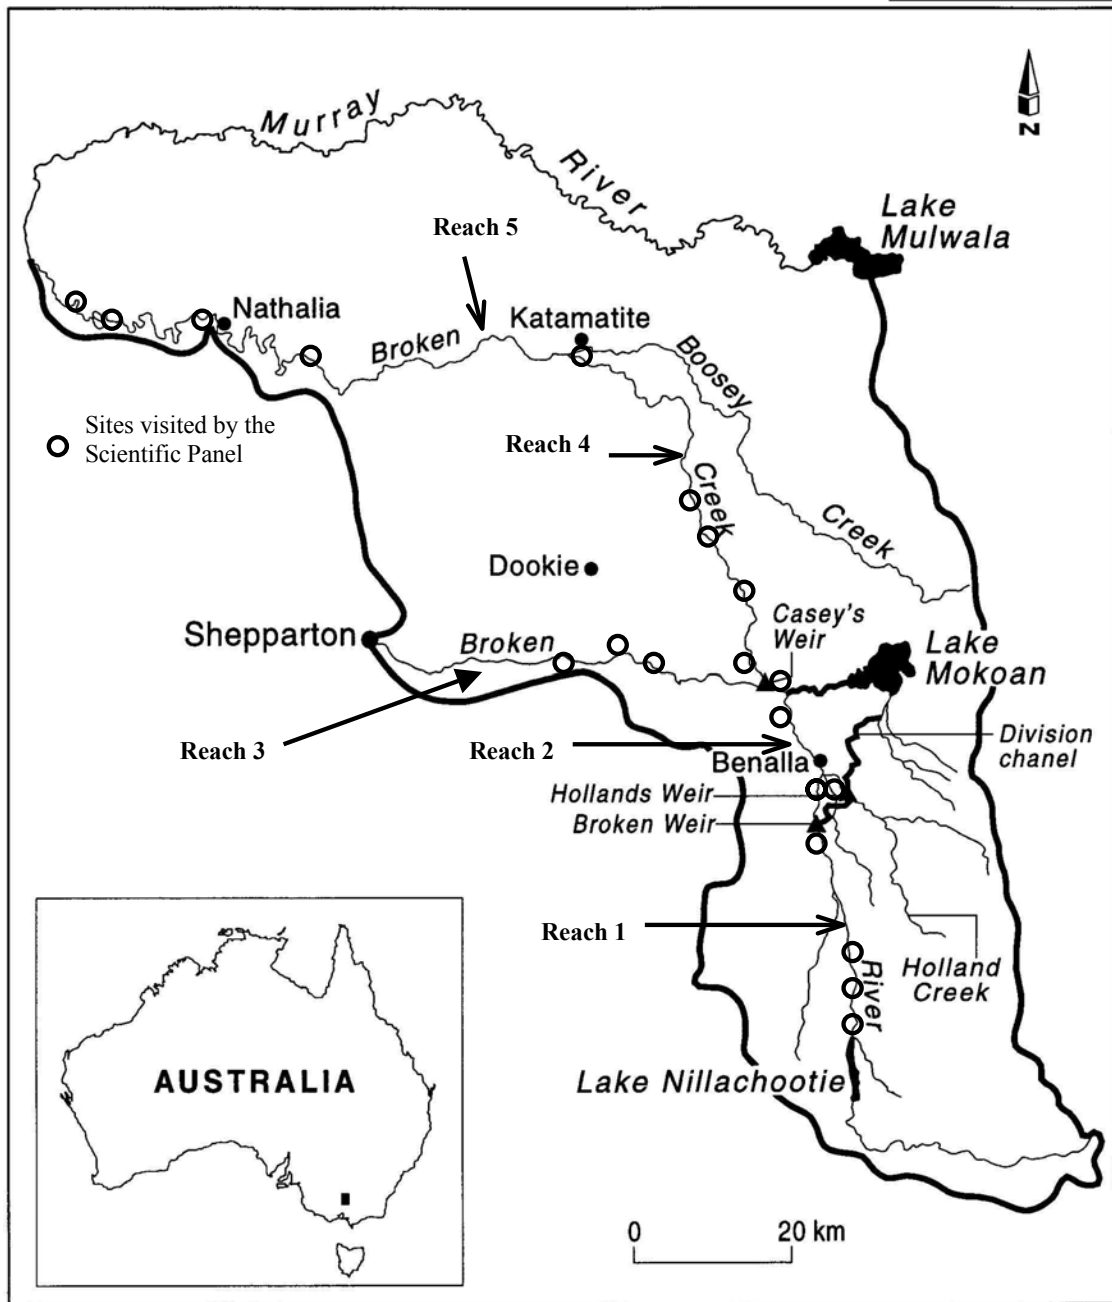 N
Murray
River
Lake
Mulwala
Reach 5
Nathalia
Katamatite
Broken
Boosey
Sites visited by the
Scientific Panel
Reach 4
Creek
Creek
Dookie
Casey's
Weir
Shepparton
Broken
Lake
Mokoan
Reach 3
Reach 2
Division
chanel
Benalla
Hollands Weir
Broken Weir
Reach 1
River
Holland
Creek
Lake Nillachootie
AUSTRALIA
0 20 km